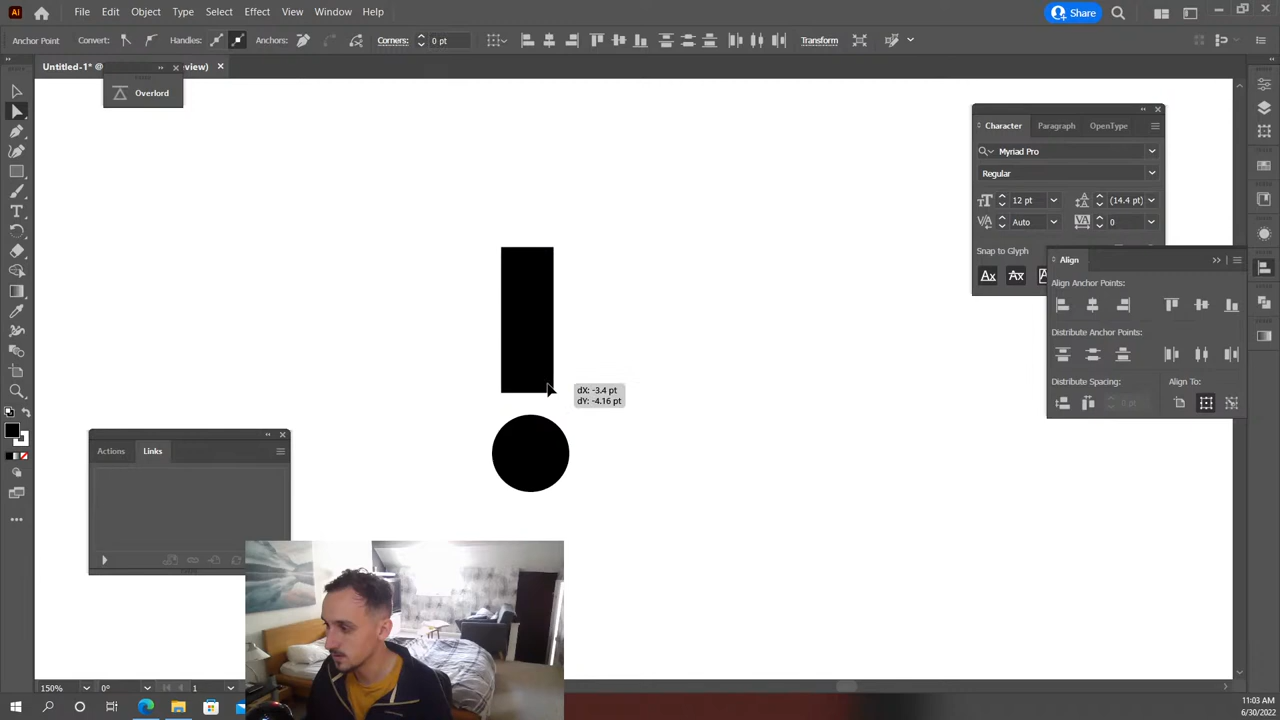 Ai File Edit Object Type Select Effect View Window Help Share
Anchor Point Convert: Handles: Anchors: Corners: 0 pt Transform
Untitled-1* @ view)
Overlord
Character Paragraph OpenType
Myriad Pro
Regular
12 pt (14.4 pt)
Auto 0
Snap to Glyph
Align
Align Anchor Points:
Distribute Anchor Points:
Distribute Spacing: Align To:
0 pt
dX: -3.4 pt
dY: -4.16 pt
Actions Links
150% 0° 1
11:03 AM
6/30/2022